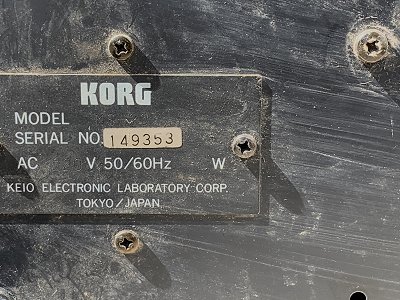 KORG
MODEL
SERIAL NO. 149353
AC V. 50/60Hz W
KEIO ELECTRONIC LABORATORY CORP.
TOKYO/JAPAN